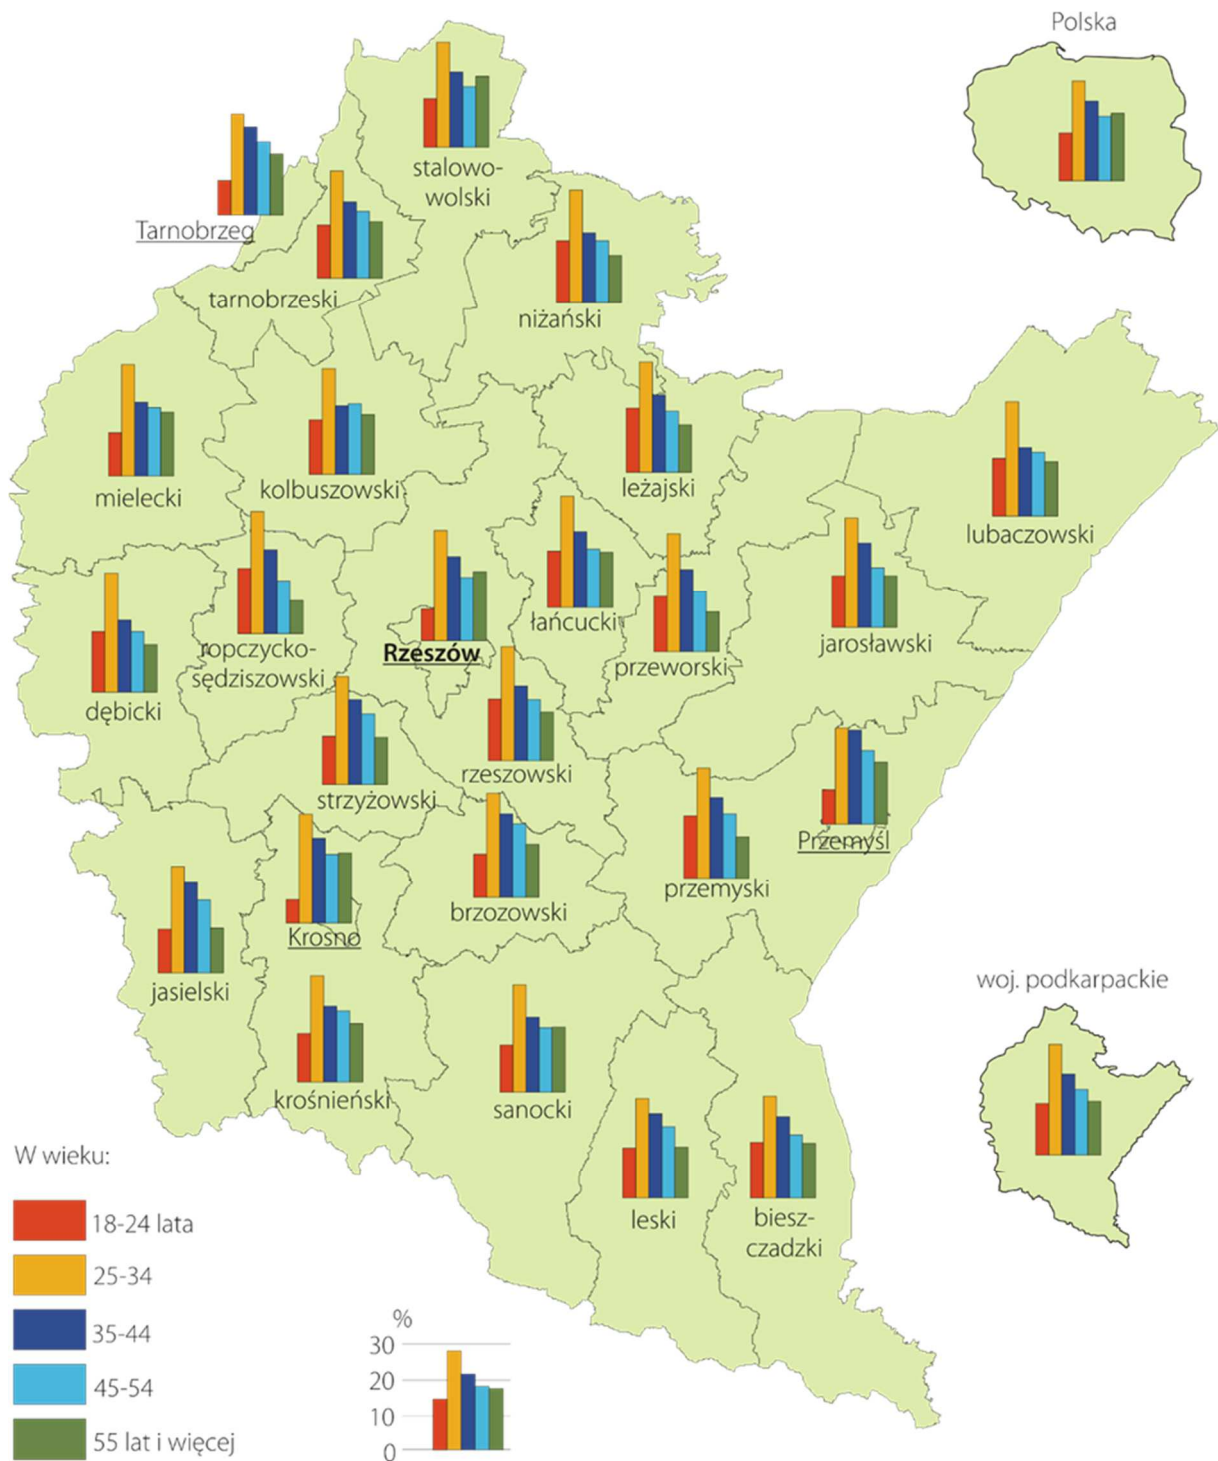 Polska
stalowo-
wolski
Tarnobrzeg
tarnobrzeski
niżański
mielecki
kolbuszowski
leżajski
lubaczowski
ropczycko-
sędziszowski
Rzeszów
łańcucki
przeworski
jarosławski
dębicki
strzyżowski
rzeszowski
Przemyśl
przemyski
brzozowski
Krosno
jasielski
krośnieński
sanocki
leski
biesz-
czadzki
woj. podkarpackie
W wieku:
18-24 lata
25-34
35-44
45-54
55 lat i więcej
%
30
20
10
0